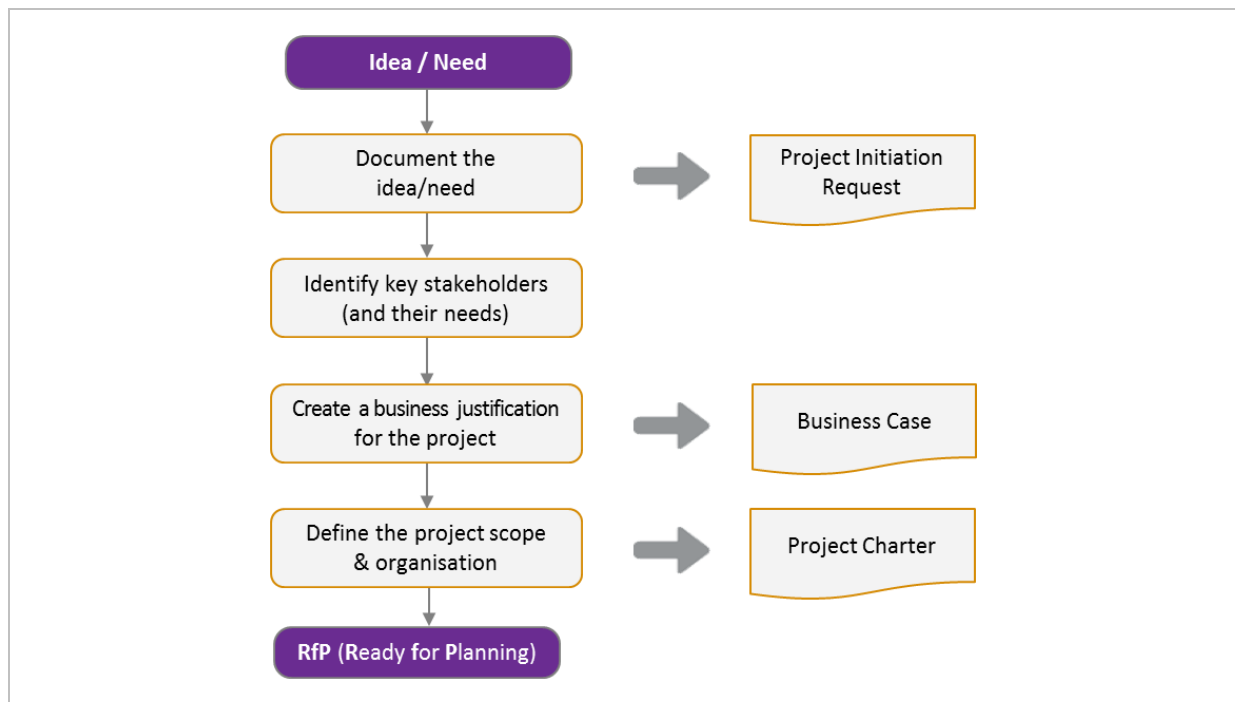 Idea / Need
Document the
idea/need
Project Initiation
Request
Identify key stakeholders
(and their needs)
Create a business justification
for the project
Business Case
Define the project scope
& organisation
Project Charter
RfP (Ready for Planning)